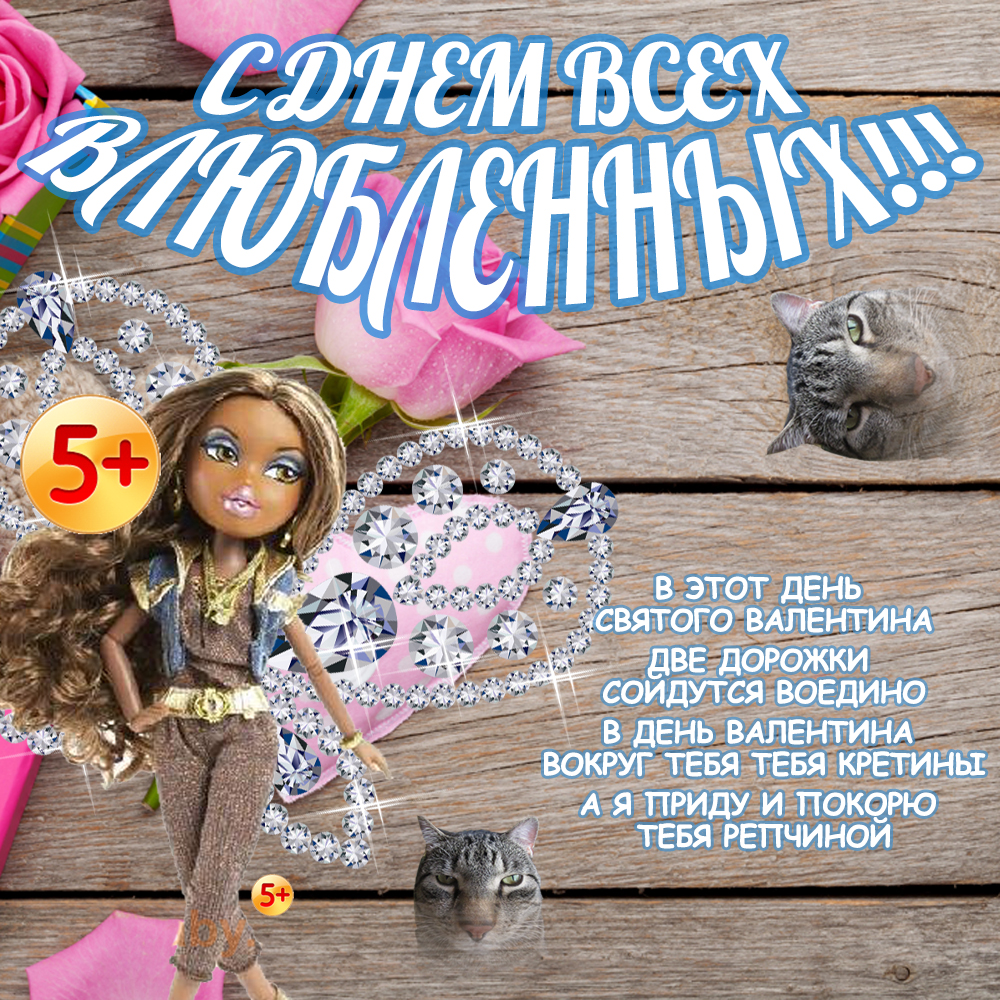 С ДНЕМ ВСЕХ
ВЛЮБЛЕННЫХ!!!
5+
В ЭТОТ ДЕНЬ
СВЯТОГО ВАЛЕНТИНА
ДВЕ ДОРОЖКИ
СОЙДУТСЯ ВОЕДИНО
В ДЕНЬ ВАЛЕНТИНА
ВОКРУГ ТЕБЯ ТЕБЯ КРЕТИНЫ
А Я ПРИДУ И ПОКОРЮ
ТЕБЯ РЕПЧИНОЙ
5+
by